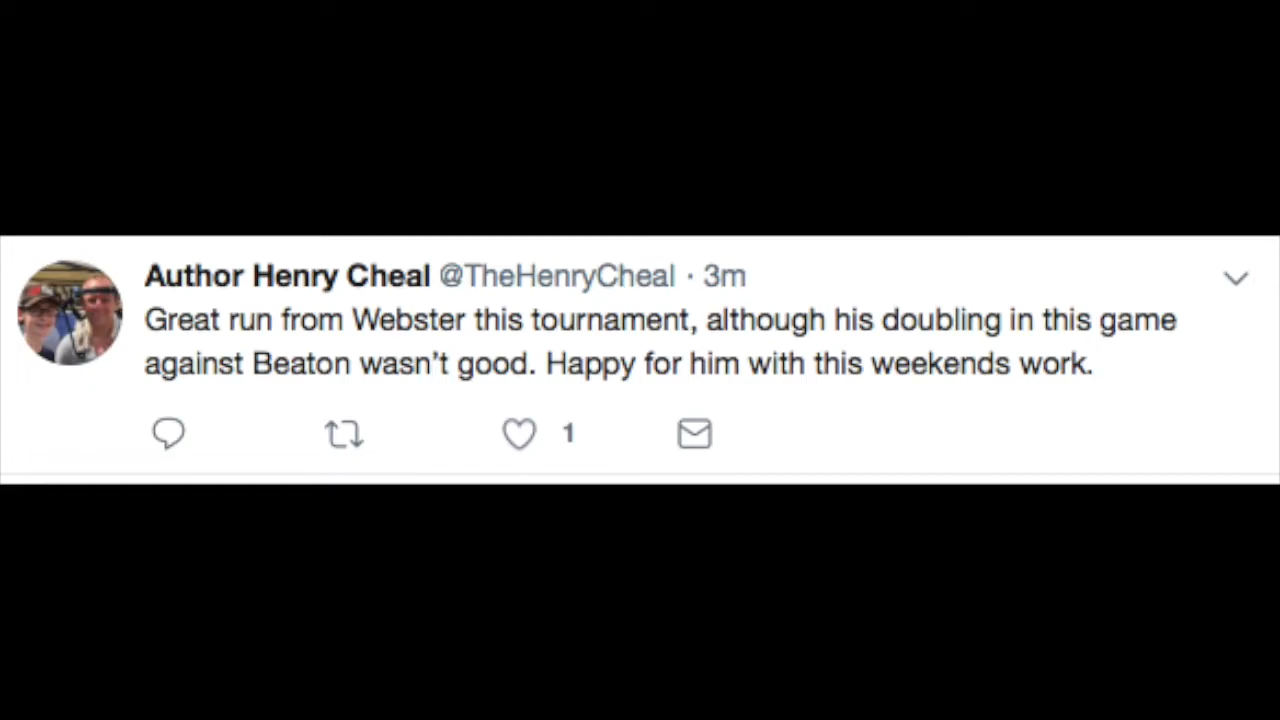 Author Henry Cheal @TheHenryCheal · 3m
Great run from Webster this tournament, although his doubling in this game
against Beaton wasn’t good. Happy for him with this weekends work.
1